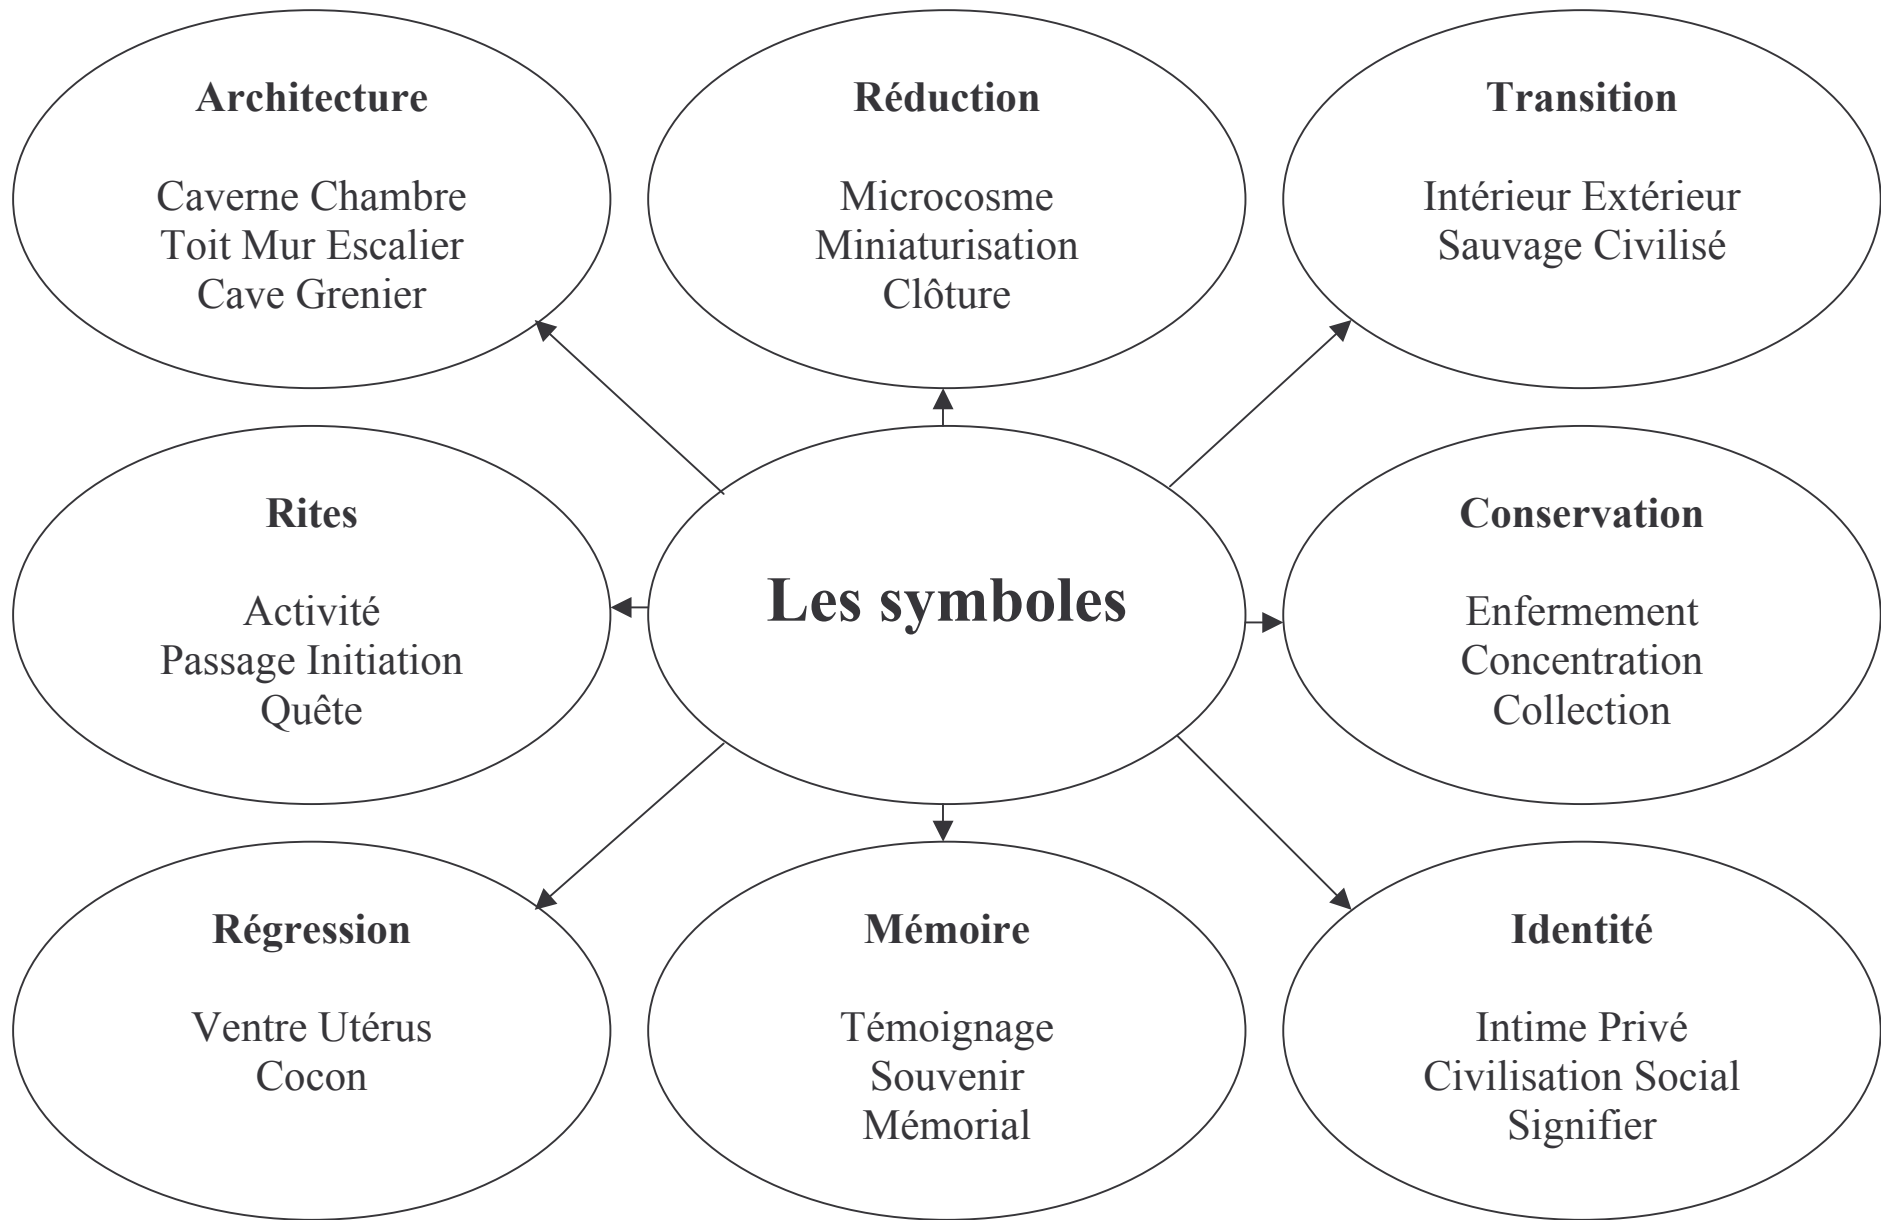 Architecture
Caverne Chambre
Toit Mur Escalier
Cave Grenier
Réduction
Microcosme
Miniaturisation
Clôture
Transition
Intérieur Extérieur
Sauvage Civilisé
Rites
Activité
Passage Initiation
Quête
Les symboles
Conservation
Enfermement
Concentration
Collection
Régression
Ventre Utérus
Cocon
Mémoire
Témoignage
Souvenir
Mémorial
Identité
Intime Privé
Civilisation Social
Signifier